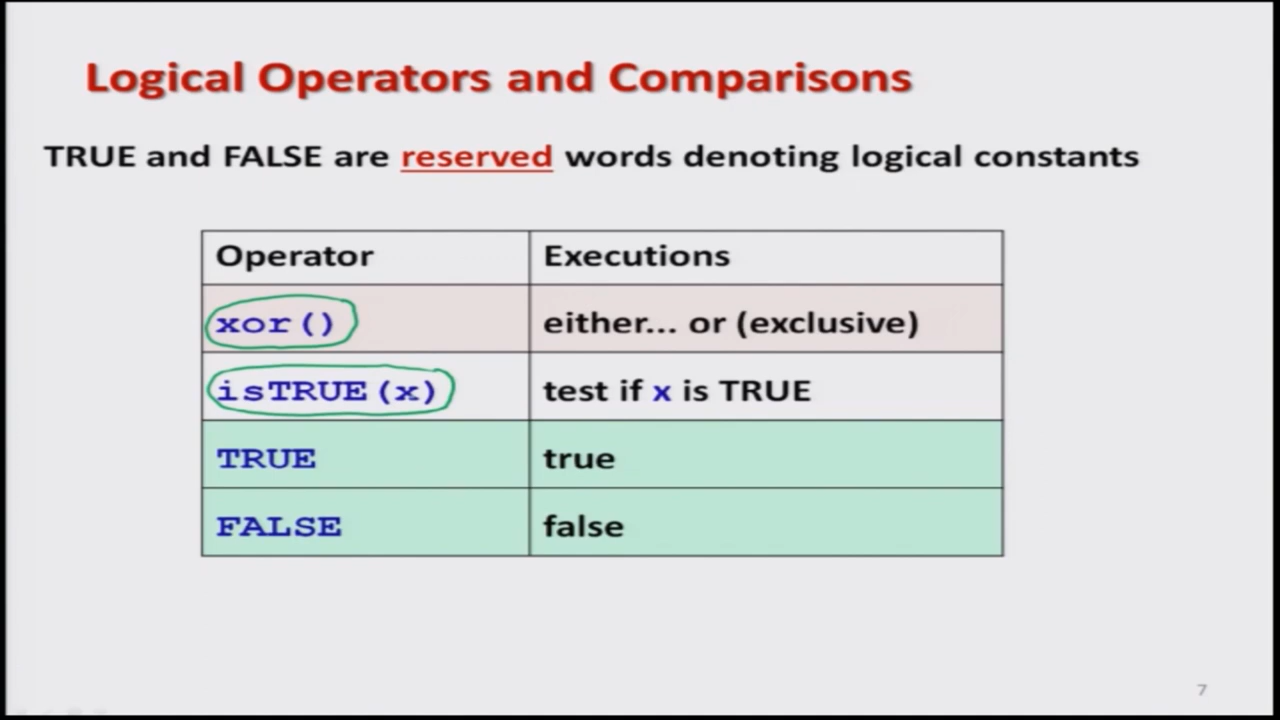 Logical Operators and Comparisons
TRUE and FALSE are reserved words denoting logical constants
Operator Executions
xor() either... or (exclusive)
isTRUE(x) test if x is TRUE
TRUE true
FALSE false
7